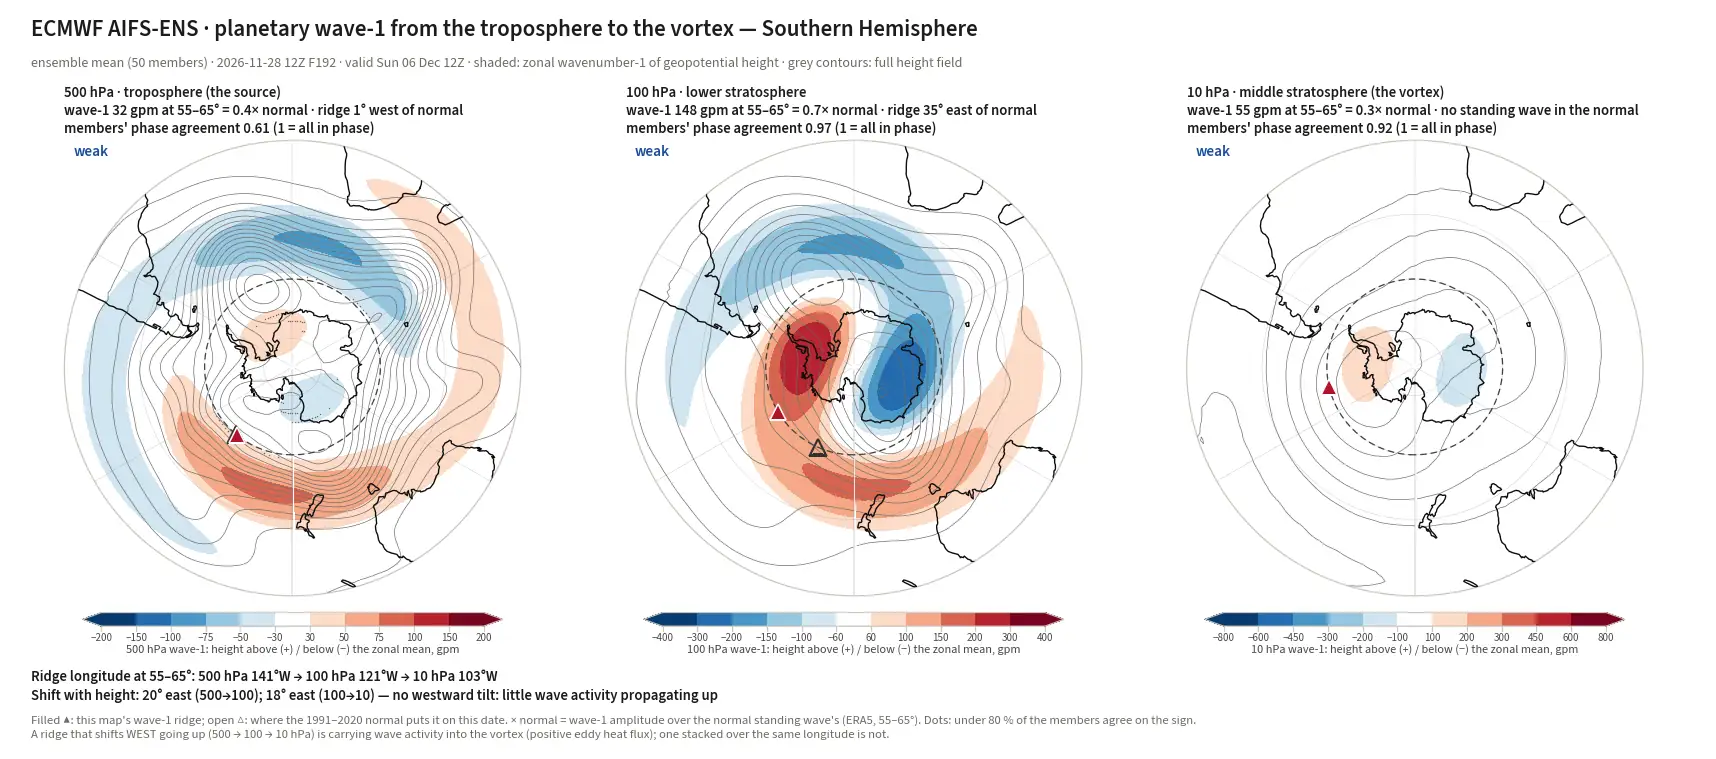 ECMWF AIFS-ENS · planetary wave-1 from the troposphere to the vortex — Southern Hemisphere
ensemble mean (50 members) · 2026-11-28 12Z F192 · valid Sun 06 Dec 12Z · shaded: zonal wavenumber-1 of geopotential height · grey contours: full height field
500 hPa · troposphere (the source)
wave-1 32 gpm at 55–65° = 0.4× normal · ridge 1° west of normal
members' phase agreement 0.61 (1 = all in phase)
weak
100 hPa · lower stratosphere
wave-1 148 gpm at 55–65° = 0.7× normal · ridge 35° east of normal
members' phase agreement 0.97 (1 = all in phase)
weak
10 hPa · middle stratosphere (the vortex)
wave-1 55 gpm at 55–65° = 0.3× normal · no standing wave in the normal
members' phase agreement 0.92 (1 = all in phase)
weak
−200 −150 −100 −75 −50 −30 30 50 75 100 150 200
500 hPa wave-1: height above (+) / below (−) the zonal mean, gpm
−400 −300 −200 −150 −100 −60 60 100 150 200 300 400
100 hPa wave-1: height above (+) / below (−) the zonal mean, gpm
−800 −600 −450 −300 −200 −100 100 200 300 450 600 800
10 hPa wave-1: height above (+) / below (−) the zonal mean, gpm
Ridge longitude at 55–65°: 500 hPa 141°W → 100 hPa 121°W → 10 hPa 103°W
Shift with height: 20° east (500→100); 18° east (100→10) — no westward tilt: little wave activity propagating up
Filled ▲: this map's wave-1 ridge; open △: where the 1991–2020 normal puts it on this date. × normal = wave-1 amplitude over the normal standing wave's (ERA5, 55–65°). Dots: under 80 % of the members agree on the sign.
A ridge that shifts WEST going up (500 → 100 → 10 hPa) is carrying wave activity into the vortex (positive eddy heat flux); one stacked over the same longitude is not.